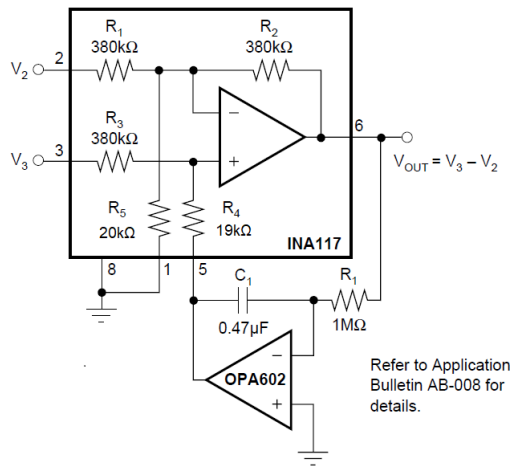 R1
380kΩ
R2
380kΩ
2
V2
R3
380kΩ
3
V3
–
+
6
VOUT = V3 – V2
R5
20kΩ
R4
19kΩ
INA117
8
1
5
C1
0.47µF
R1
1MΩ
–
OPA602
+
Refer to Application
Bulletin AB-008 for
details.